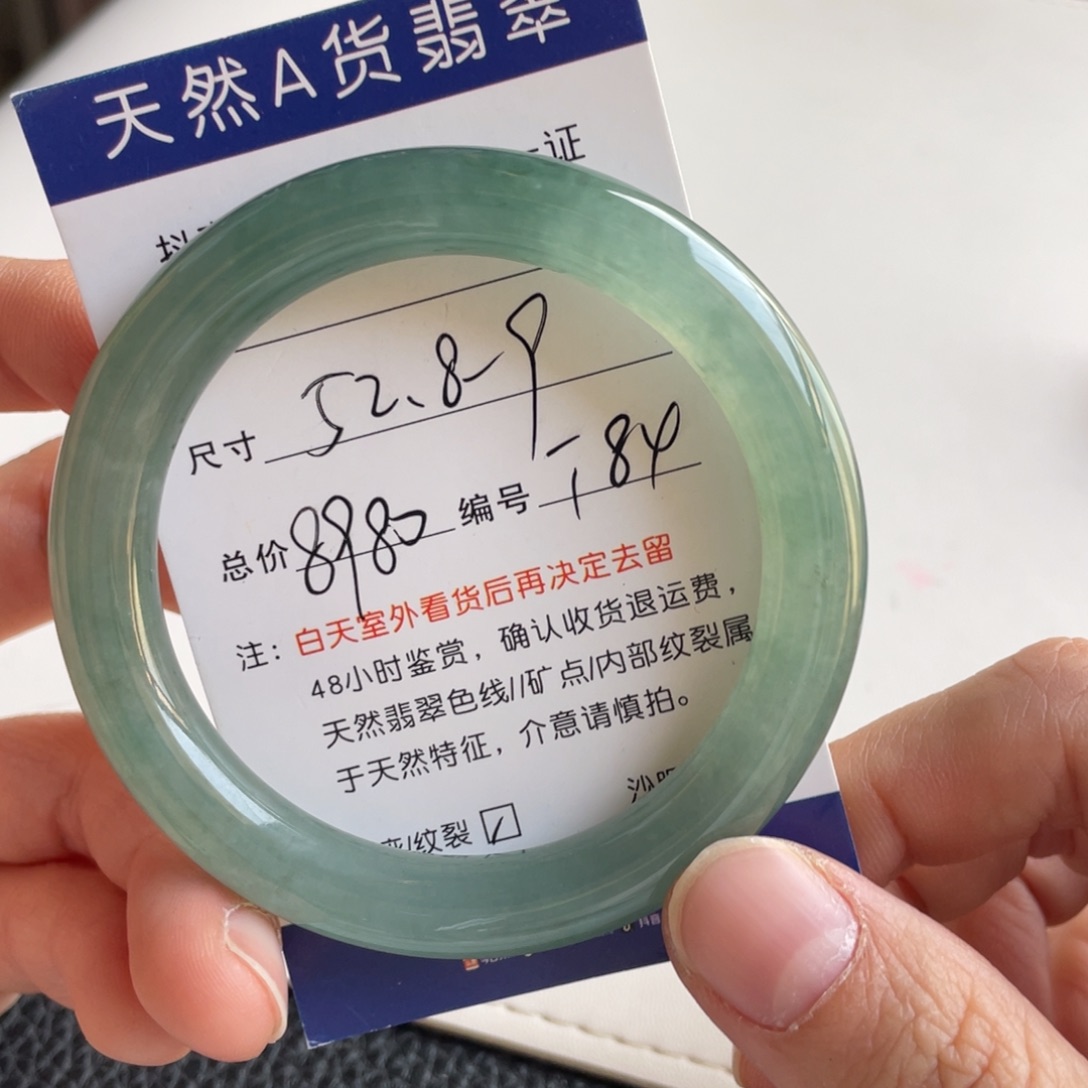 天然A货翡翠
证
尺寸 52.8-9
总价 8980 编号 T84
注：白天室外看货后再决定去留
48小时鉴赏，确认收货退运费，
天然翡翠色线//矿点/内部纹裂属
于天然特征，介意请慎拍。
/纹裂 ☑